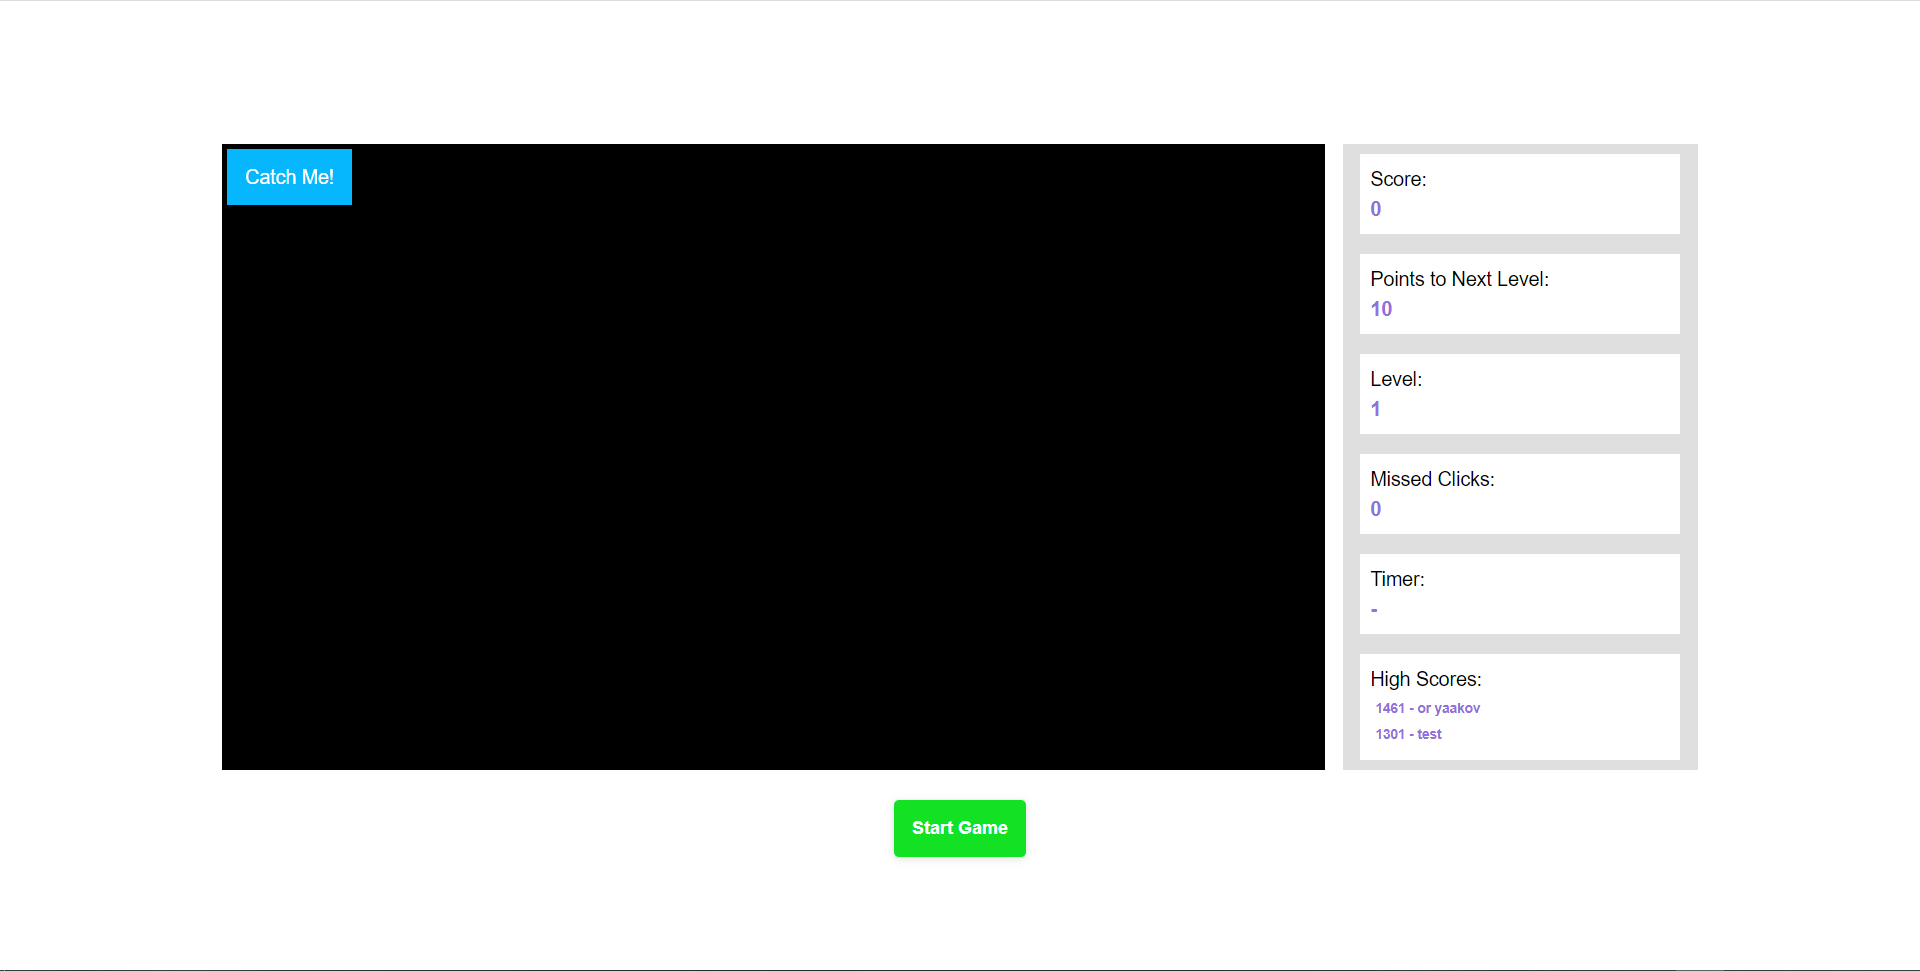 Catch Me!
Score:
0
Points to Next Level:
10
Level:
1
Missed Clicks:
0
Timer:
-
High Scores:
1461 - or yaakov
1301 - test
Start Game